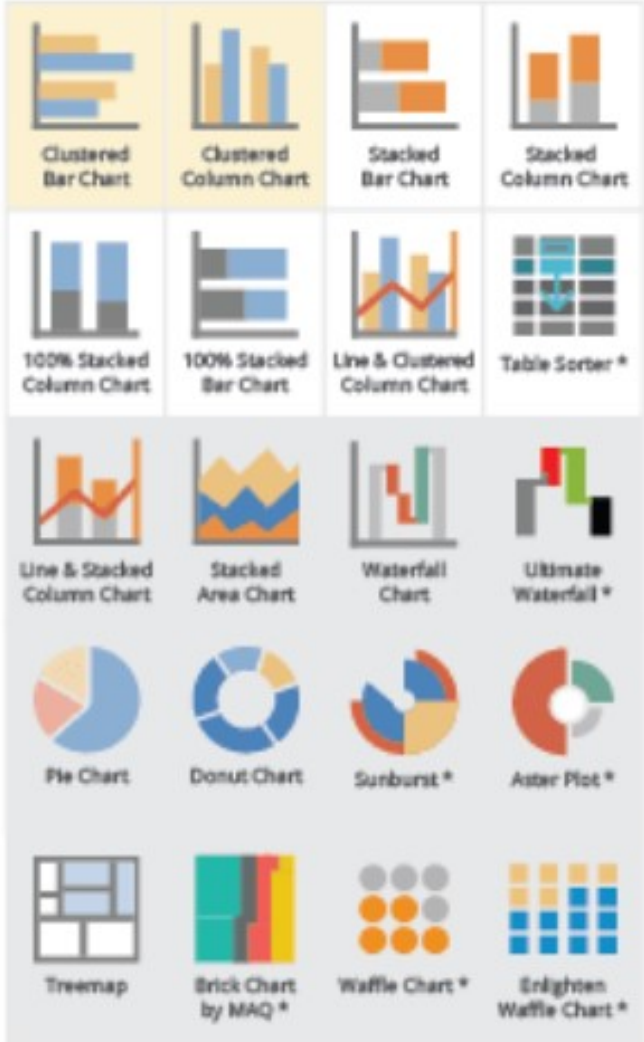 Clustered
Bar Chart
Clustered
Column Chart
Stacked
Bar Chart
Stacked
Column Chart
100% Stacked
Column Chart
100% Stacked
Bar Chart
Line & Clustered
Column Chart
Table Sorter *
Line & Stacked
Column Chart
Stacked
Area Chart
Waterfall
Chart
Ultimate
Waterfall *
Pie Chart
Donut Chart
Sunburst *
Aster Plot *
Treemap
Brick Chart
by MAQ *
Waffle Chart *
Enlighten
Waffle Chart *